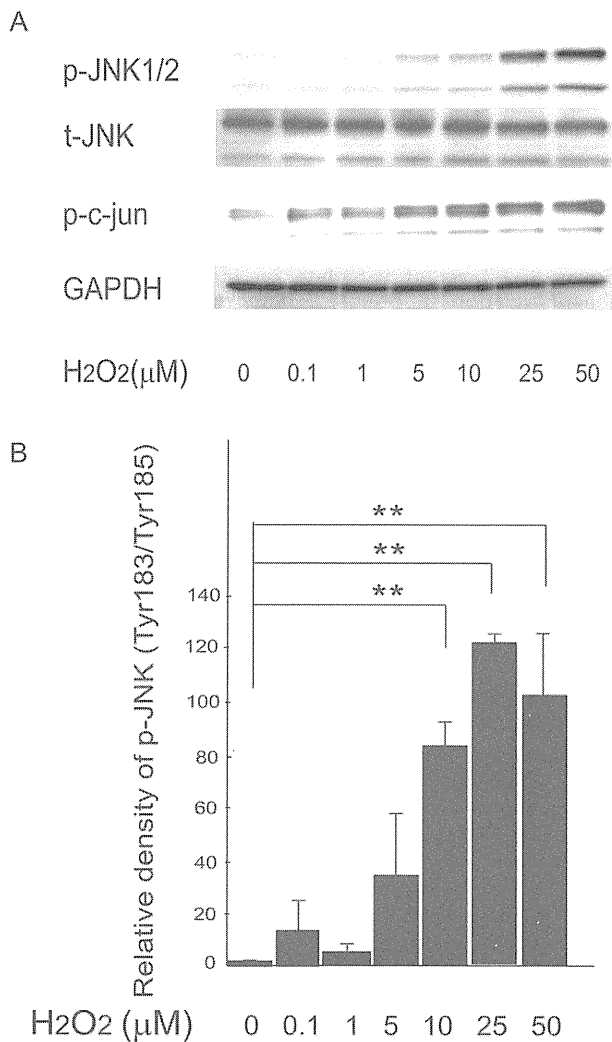 A
p-JNK1/2
t-JNK
p-c-jun
GAPDH
H2O2(μM) 0 0.1 1 5 10 25 50
B
Relative density of p-JNK (Tyr183/Tyr185)
**
**
**
140
120
100
80
60
40
20
0
H2O2 (μM) 0 0.1 1 5 10 25 50